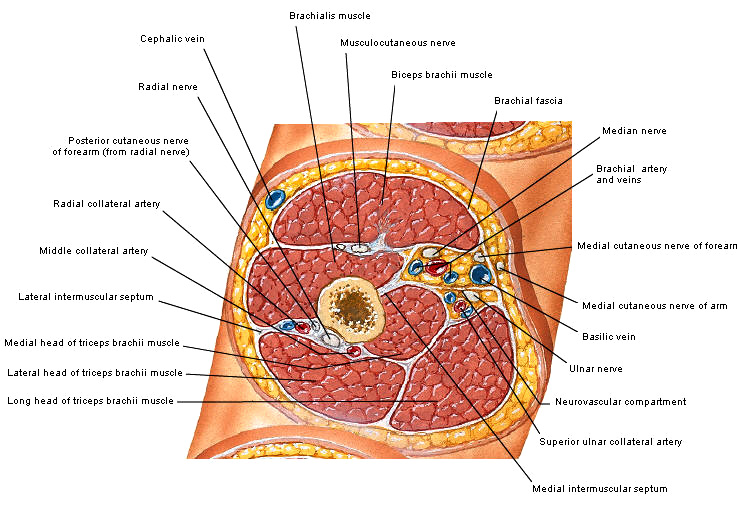 Brachialis muscle
Cephalic vein
Musculocutaneous nerve
Biceps brachii muscle
Radial nerve
Brachial fascia
Median nerve
Posterior cutaneous nerve
of forearm (from radial nerve)
Brachial artery
and veins
Radial collateral artery
Medial cutaneous nerve of forearm
Middle collateral artery
Lateral intermuscular septum
Medial cutaneous nerve of arm
Basilic vein
Medial head of triceps brachii muscle
Ulnar nerve
Lateral head of triceps brachii muscle
Long head of triceps brachii muscle
Neurovascular compartment
Superior ulnar collateral artery
Medial intermuscular septum